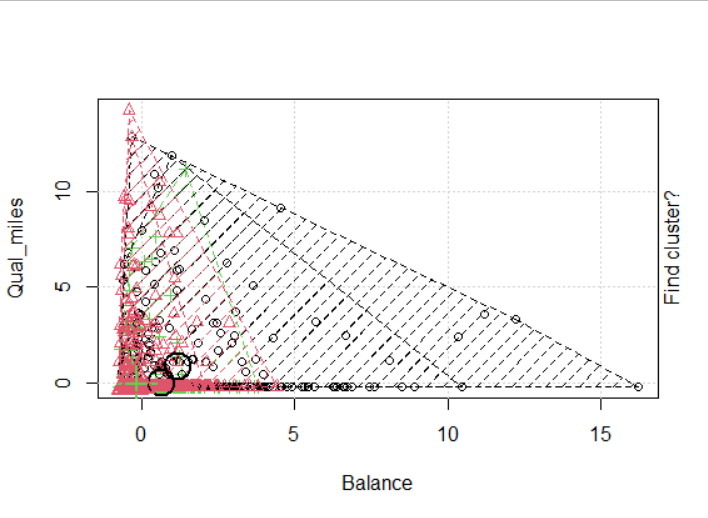 10
5
0
Qual_miles
Find cluster?
0 5 10 15
Balance